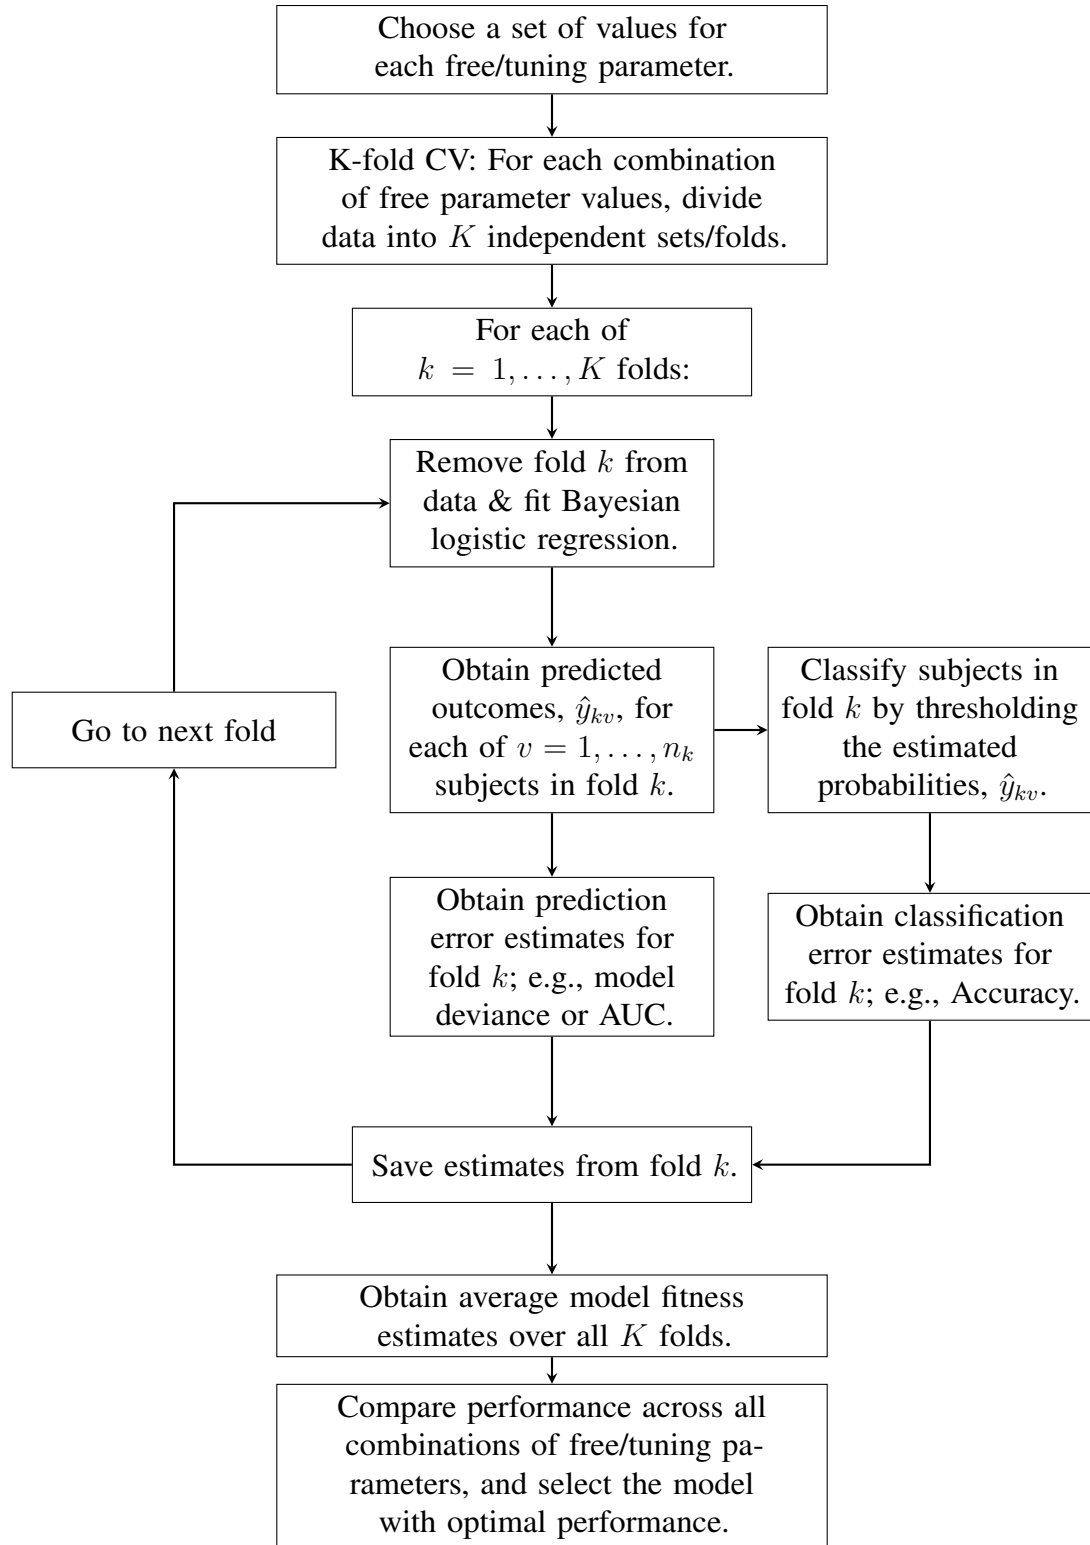 Choose a set of values for
each free/tuning parameter.
K-fold CV: For each combination
of free parameter values, divide
data into K independent sets/folds.
For each of
k = 1, . . . , K folds:
Remove fold k from
data & fit Bayesian
logistic regression.
Obtain predicted
outcomes, ŷ_{kv}, for
each of v = 1, . . . , n_k
subjects in fold k.
Classify subjects in
fold k by thresholding
the estimated
probabilities, ŷ_{kv}.
Go to next fold
Obtain prediction
error estimates for
fold k; e.g., model
deviance or AUC.
Obtain classification
error estimates for
fold k; e.g., Accuracy.
Save estimates from fold k.
Obtain average model fitness
estimates over all K folds.
Compare performance across all
combinations of free/tuning pa-
rameters, and select the model
with optimal performance.